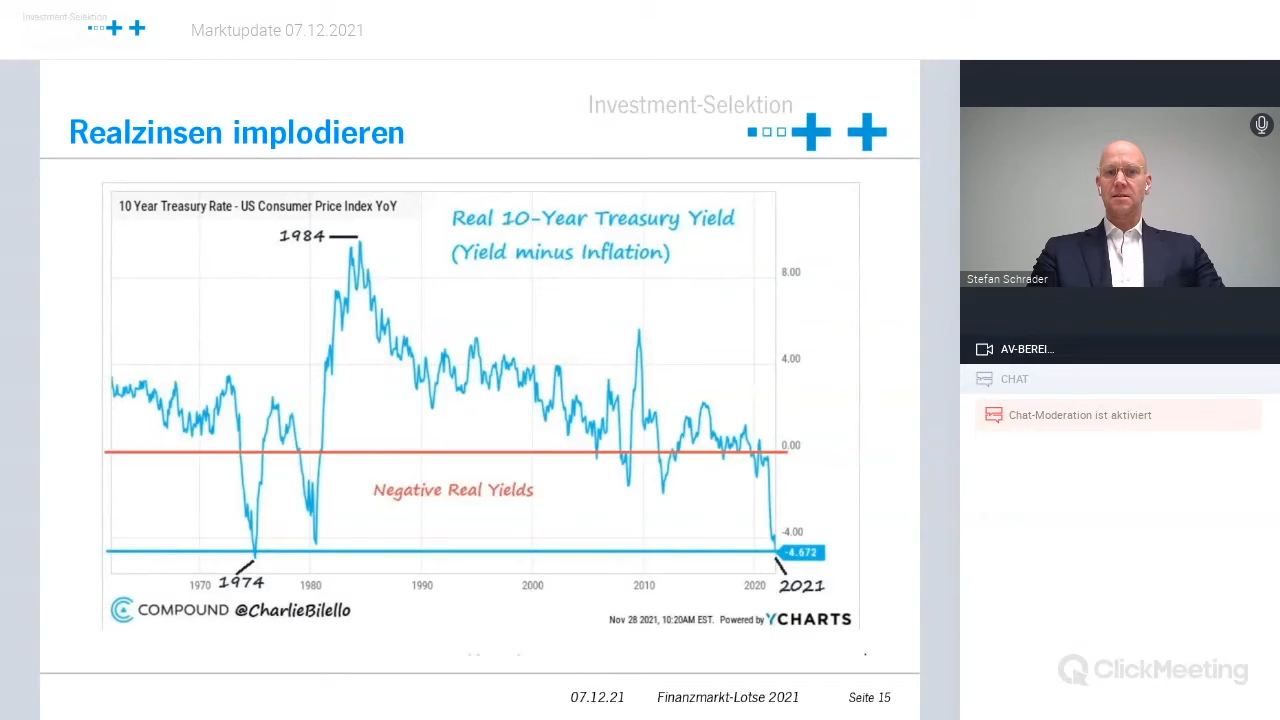 Investment-Selektion
Marktupdate 07.12.2021
Investment-Selektion
Realzinsen implodieren
10 Year Treasury Rate - US Consumer Price Index YoY
Real 10-Year Treasury Yield
(Yield minus Inflation)
1984
8.00
4.00
0.00
Negative Real Yields
-4.00
-4.672
1970
1974
1980
1990
2000
2010
2020
2021
COMPOUND @CharlieBilello
Nov 28 2021, 10:20AM EST. Powered by YCHARTS
07.12.21 Finanzmarkt-Lotse 2021 Seite 15
Stefan Schrader
AV-BEREI...
CHAT
Chat-Moderation ist aktiviert
ClickMeeting